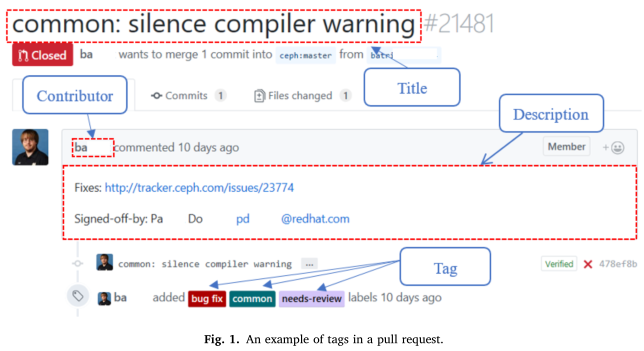 common: silence compiler warning #21481
Closed ba wants to merge 1 commit into ceph:master from batri
Title
Contributor
Commits 1 Files changed 1
Description
ba commented 10 days ago Member
Fixes: http://tracker.ceph.com/issues/23774
Signed-off-by: Pa Do pd @redhat.com
common: silence compiler warning ... Verified 478ef8b
Tag
ba added bug fix common needs-review labels 10 days ago
Fig. 1. An example of tags in a pull request.